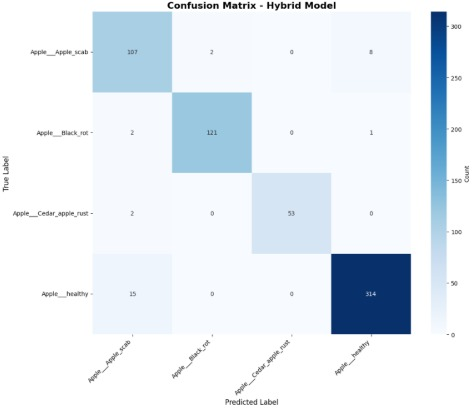 Confusion Matrix - Hybrid Model
Apple___Apple_scab
107 2 0 8
Apple___Black_rot
2 121 0 1
Apple___Cedar_apple_rust
2 0 53 0
Apple___healthy
15 0 0 314
True Label
Apple___Apple_scab
Apple___Black_rot
Apple___Cedar_apple_rust
Apple___healthy
Predicted Label
300
250
200
150
100
50
0
Count